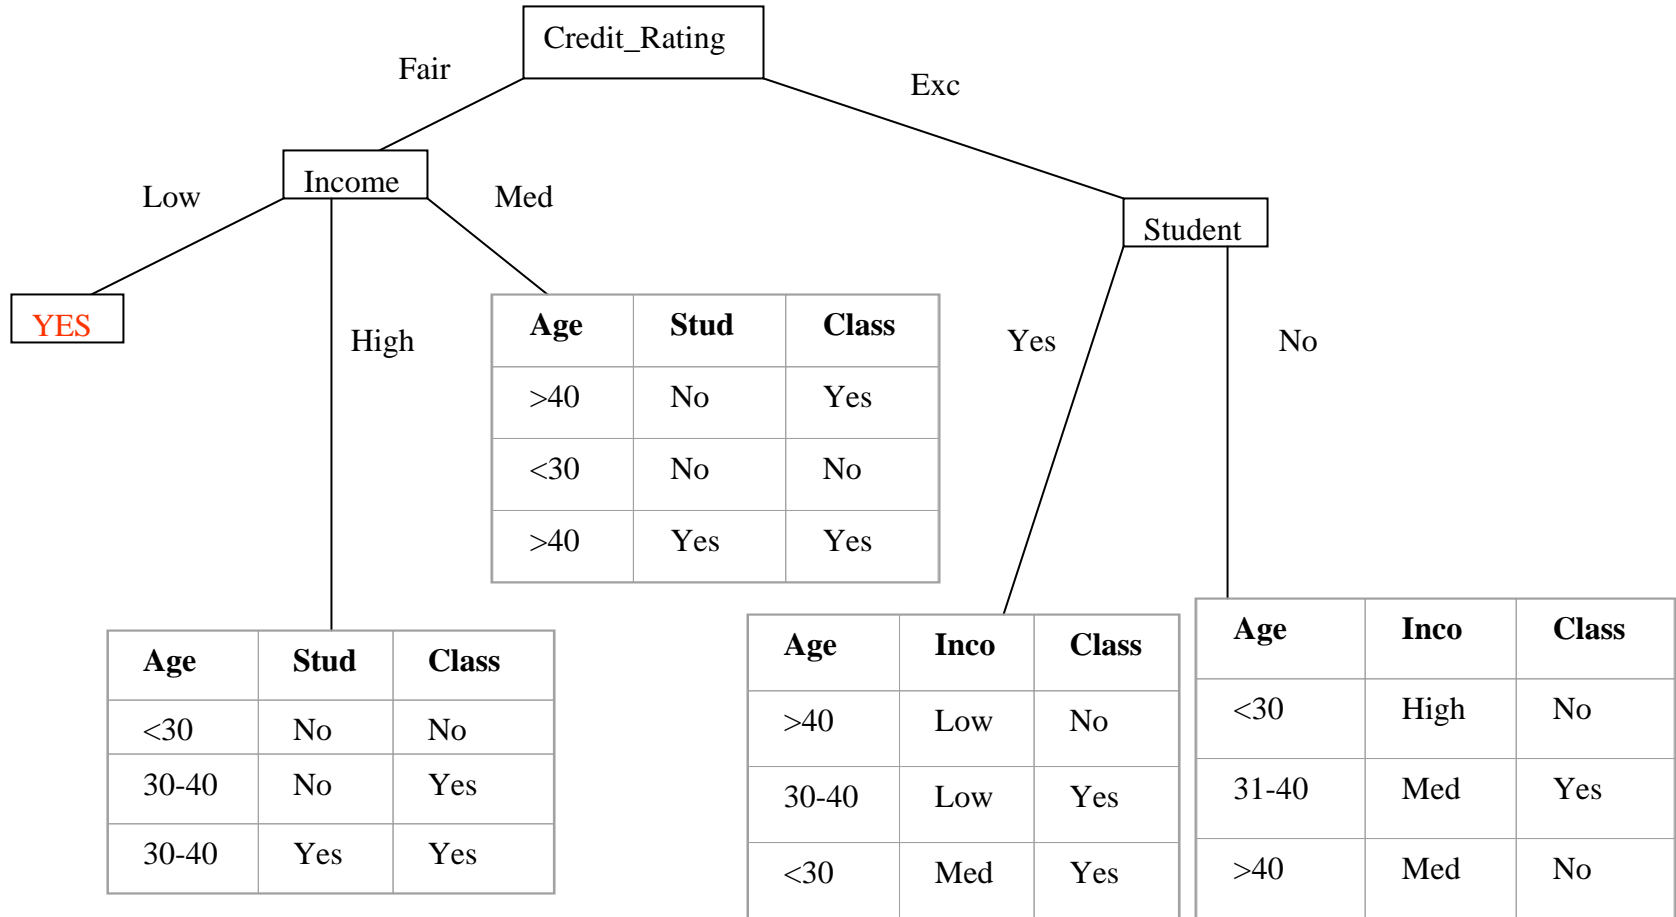 Credit_Rating
Fair
Exc
Income
Low
Med
Student
YES
High
Yes
No
Age Stud Class
>40 No Yes
<30 No No
>40 Yes Yes
Age Stud Class
<30 No No
30-40 No Yes
30-40 Yes Yes
Age Inco Class
>40 Low No
30-40 Low Yes
<30 Med Yes
Age Inco Class
<30 High No
31-40 Med Yes
>40 Med No